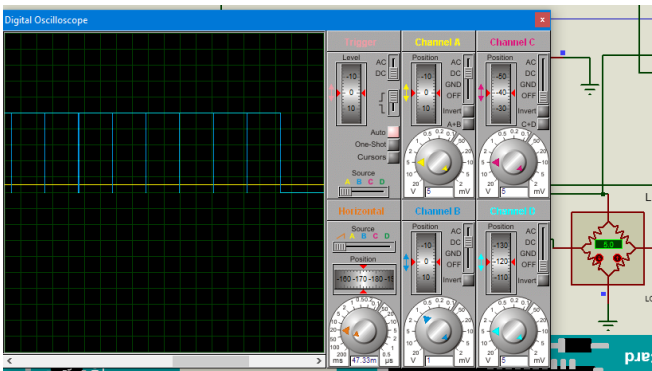 Digital Oscilloscope
x
Trigger
Channel A
Channel C
Level
Position
AC
DC
GND
OFF
Position
AC
DC
GND
OFF
-10
0
10
-10
0
10
-50
-40
-30
Invert
A+B
Invert
C+D
Auto
One-Shot
Cursors
Source
A B C D
V
5
mV
V
5
mV
Horizontal
Channel B
Channel D
Source
A B C D
Position
AC
DC
GND
OFF
Position
AC
DC
GND
OFF
Position
-10
0
10
-130
-120
-110
Invert
Invert
-160 -170 -180
ms
47.33m
µs
V
1
mV
V
5
mV
5.0
L
LO